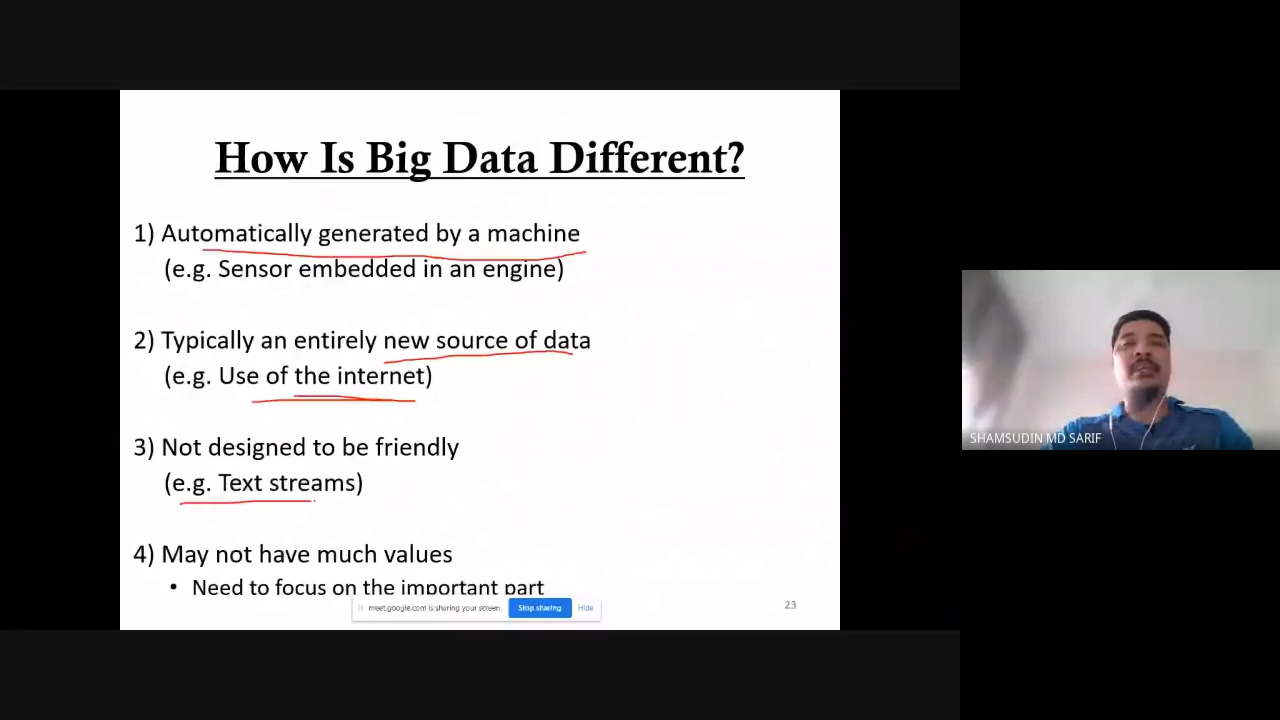 How Is Big Data Different?
1) Automatically generated by a machine
(e.g. Sensor embedded in an engine)
2) Typically an entirely new source of data
(e.g. Use of the internet)
3) Not designed to be friendly
(e.g. Text streams)
4) May not have much values
• Need to focus on the important part
meet.google.com is sharing your screen. Stop sharing Hide
23
SHAMSUDIN MD SARIF